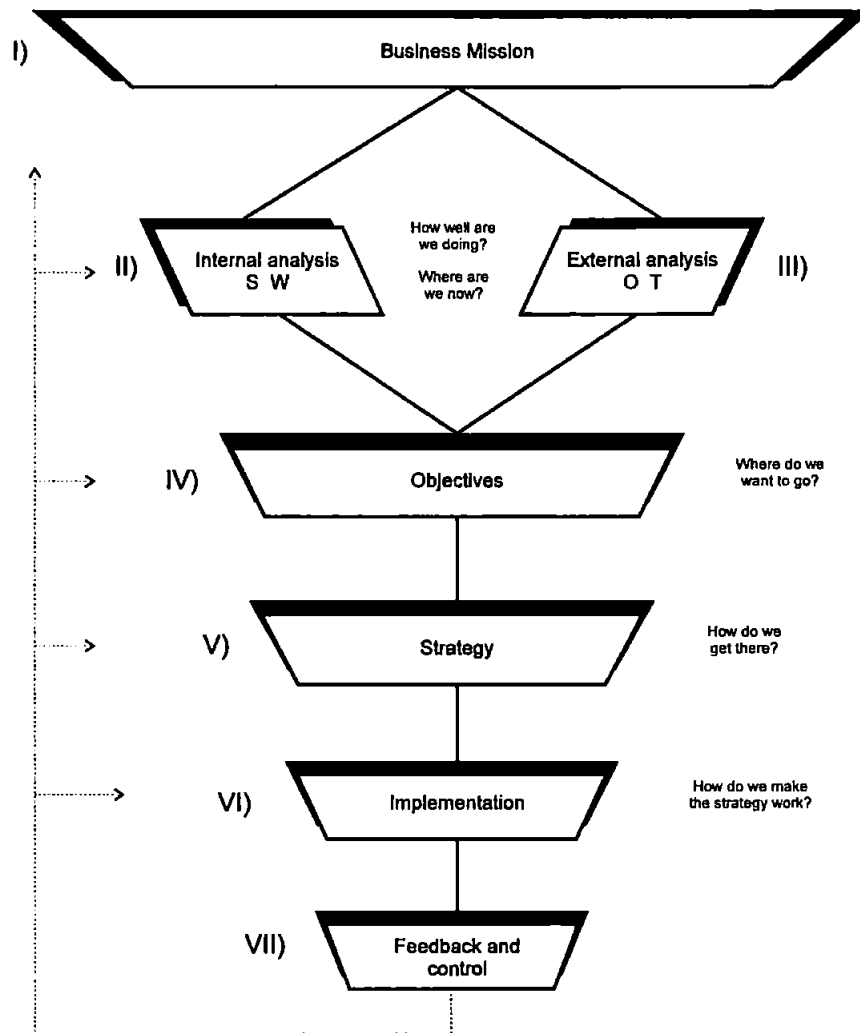 I)
Business Mission
How well are
we doing?
Where are
we now?
II)
Internal analysis
S W
External analysis
O T
III)
IV)
Objectives
Where do we
want to go?
V)
Strategy
How do we
get there?
VI)
Implementation
How do we make
the strategy work?
VII)
Feedback and
control